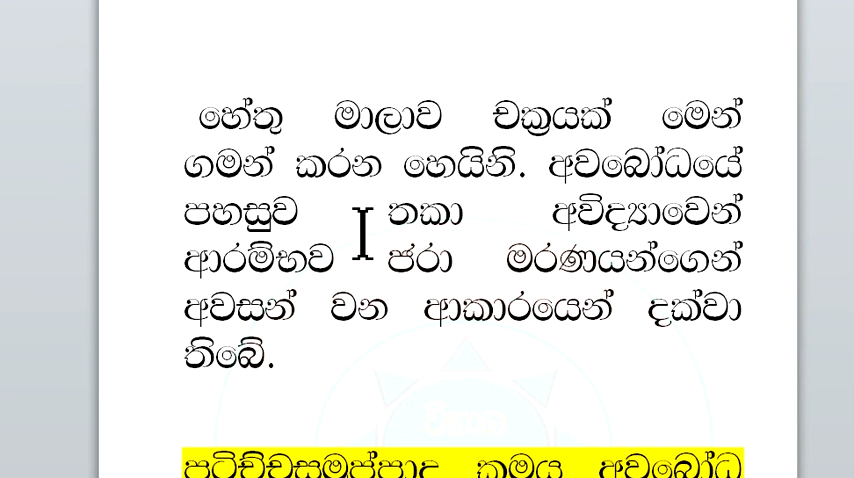 හේතු මාලාව චක්‍රයක් මෙන්
ගමන් කරන හෙයිනි. අවබෝධයේ
පහසුව තකා අවිද්‍යාවෙන්
ආරම්භව ජරා මරණයන්ගෙන්
අවසන් වන ආකාරයෙන් දක්වා
තිබේ.
පටිච්චසමුප්පාද ක්‍රමය අවබෝධ